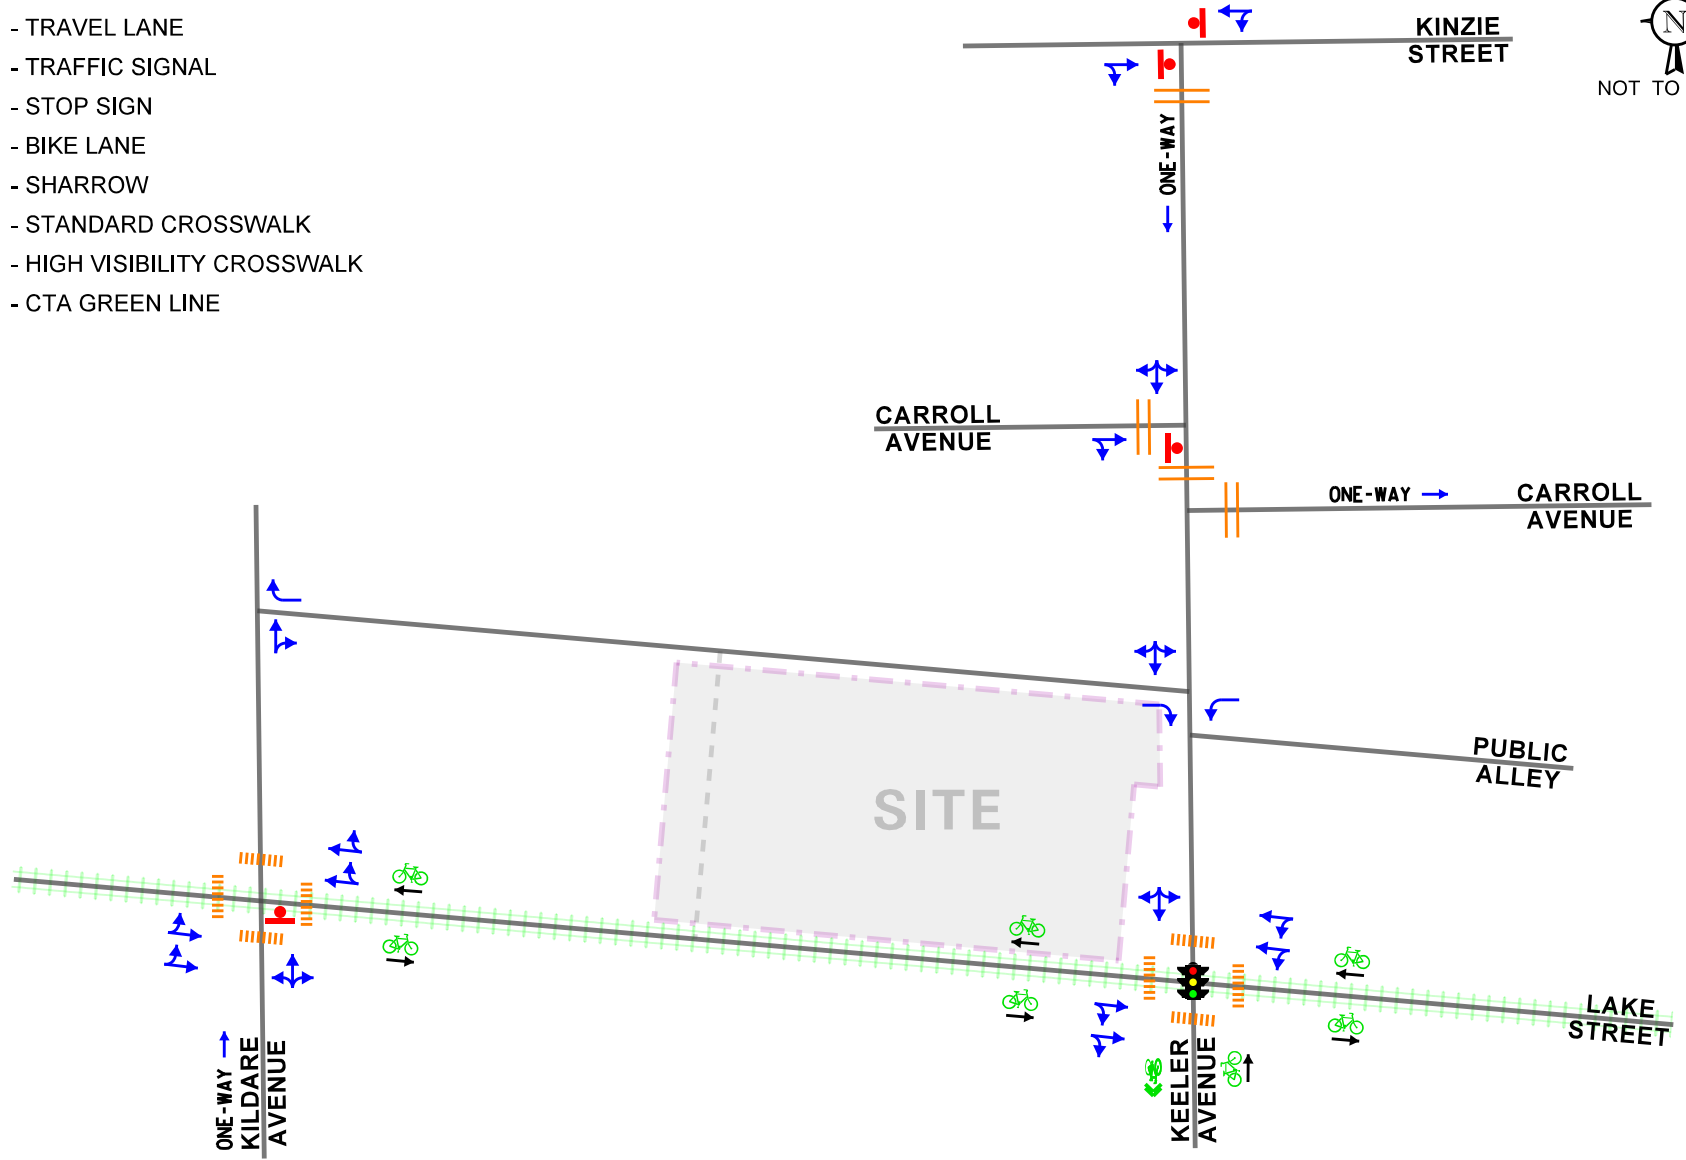 - TRAVEL LANE
- TRAFFIC SIGNAL
- STOP SIGN
- BIKE LANE
- SHARROW
- STANDARD CROSSWALK
- HIGH VISIBILITY CROSSWALK
- CTA GREEN LINE
KINZIE
STREET
N
NOT TO
ONE-WAY
CARROLL
AVENUE
ONE-WAY
CARROLL
AVENUE
PUBLIC
ALLEY
SITE
LAKE
STREET
ONE-WAY
KILDARE
AVENUE
KEELER
AVENUE